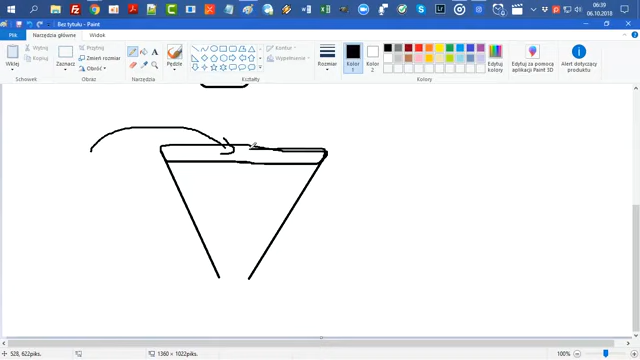 06:39
06.10.2018
Bez tytułu - Paint
Plik
Narzędzia główne
Widok
Wklej
Wytnij
Kopiuj
Schowek
Zaznacz
Przytnij
Zmień rozmiar
Obróć
Obraz
Narzędzia
Pędzle
Kontur
Wypełnienie
Kształty
Rozmiar
Kolor 1
Kolor 2
Kolory
Edytuj kolory
Edytuj za pomocą aplikacji Paint 3D
Alert dotyczący produktu
528, 622piks.
1360 × 1022piks.
100%